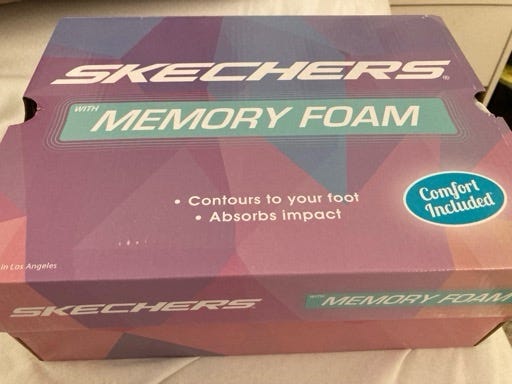 SKECHERS®
WITH MEMORY FOAM
• Contours to your foot
• Absorbs impact
Comfort
Included
in Los Angeles
SKECHERS
WITH MEMORY FOAM